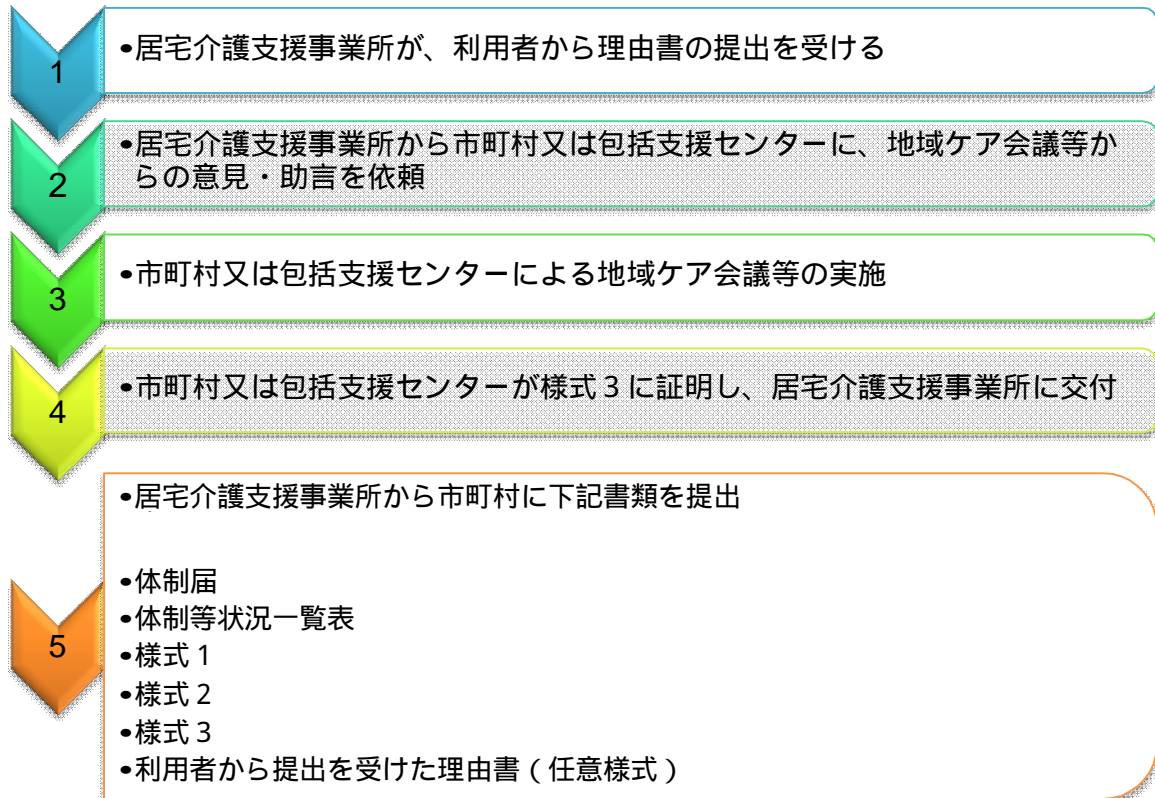 1
•居宅介護支援事業所が、利用者から理由書の提出を受ける
2
•居宅介護支援事業所から市町村又は包括支援センターに、地域ケア会議等か
らの意見・助言を依頼
3
•市町村又は包括支援センターによる地域ケア会議等の実施
4
•市町村又は包括支援センターが様式３に証明し、居宅介護支援事業所に交付
5
•居宅介護支援事業所から市町村に下記書類を提出
•体制届
•体制等状況一覧表
•様式１
•様式２
•様式３
•利用者から提出を受けた理由書（任意様式）